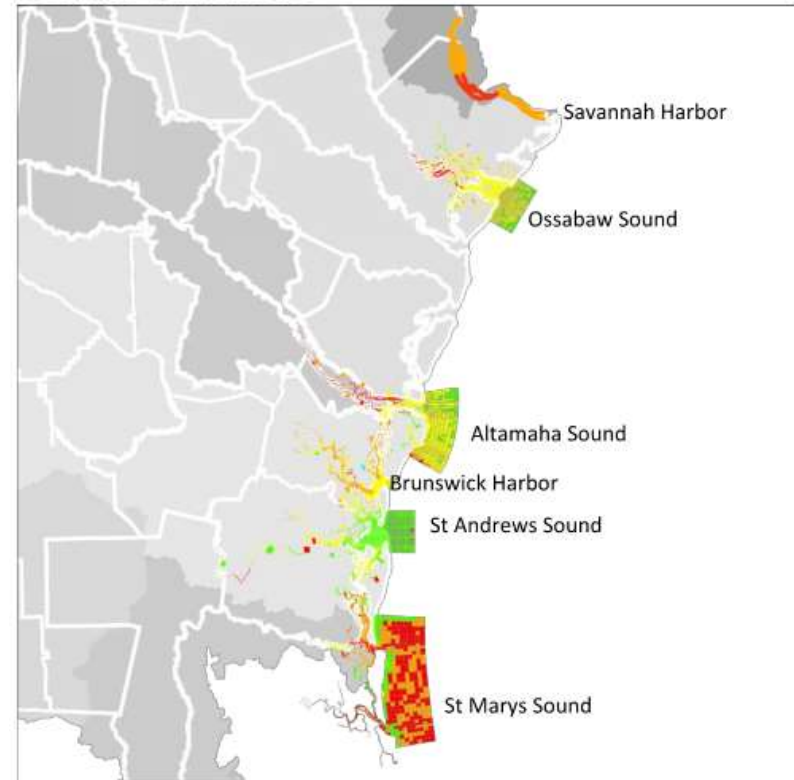 Savannah Harbor
Ossabaw Sound
Altamaha Sound
Brunswick Harbor
St Andrews Sound
St Marys Sound